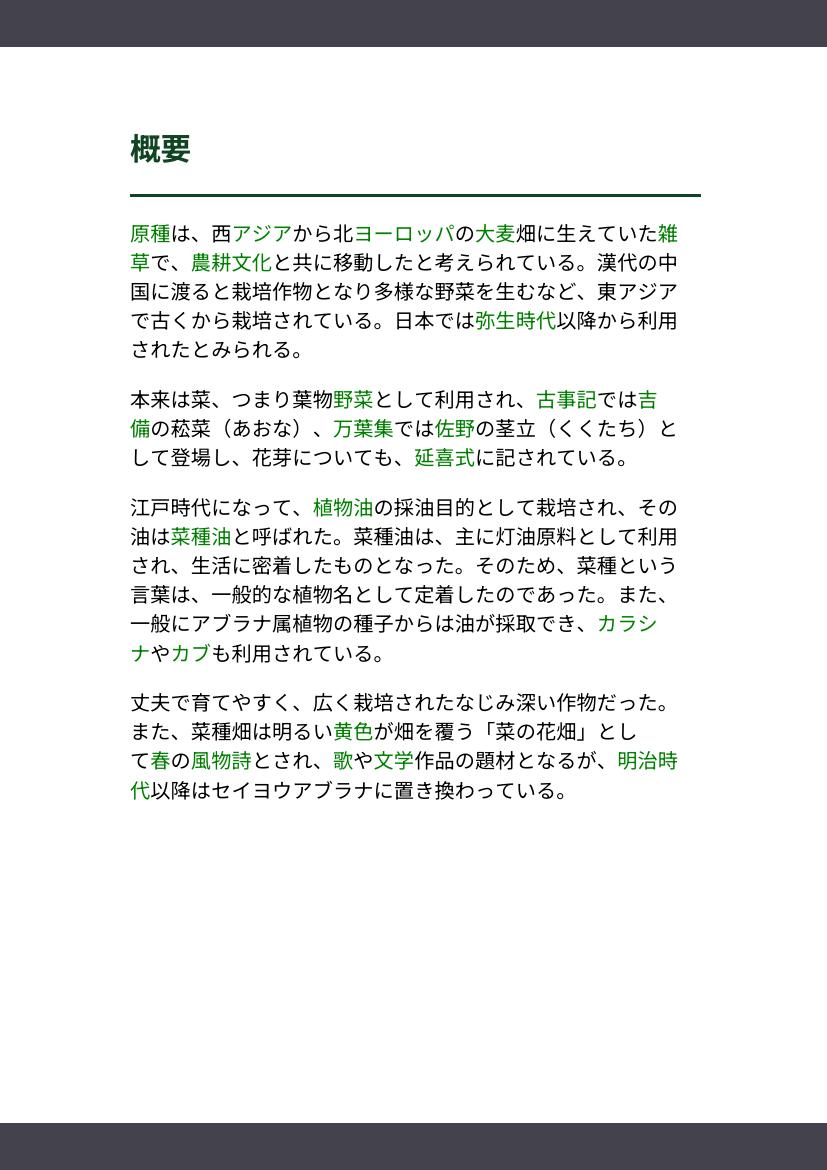 概要
原種は、西アジアから北ヨーロッパの大麦畑に生えていた雑
草で、農耕文化と共に移動したと考えられている。漢代の中
国に渡ると栽培作物となり多様な野菜を生むなど、東アジア
で古くから栽培されている。日本では弥生時代以降から利用
されたとみられる。
本来は菜、つまり葉物野菜として利用され、古事記では吉
備の菘菜（あおな）、万葉集では佐野の茎立（くくたち）と
して登場し、花芽についても、延喜式に記されている。
江戸時代になって、植物油の採油目的として栽培され、その
油は菜種油と呼ばれた。菜種油は、主に灯油原料として利用
され、生活に密着したものとなった。そのため、菜種という
言葉は、一般的な植物名として定着したのであった。また、
一般にアブラナ属植物の種子からは油が採取でき、カラシ
ナやカブも利用されている。
丈夫で育てやすく、広く栽培されたなじみ深い作物だった。
また、菜種畑は明るい黄色が畑を覆う「菜の花畑」とし
て春の風物詩とされ、歌や文学作品の題材となるが、明治時
代以降はセイヨウアブラナに置き換わっている。